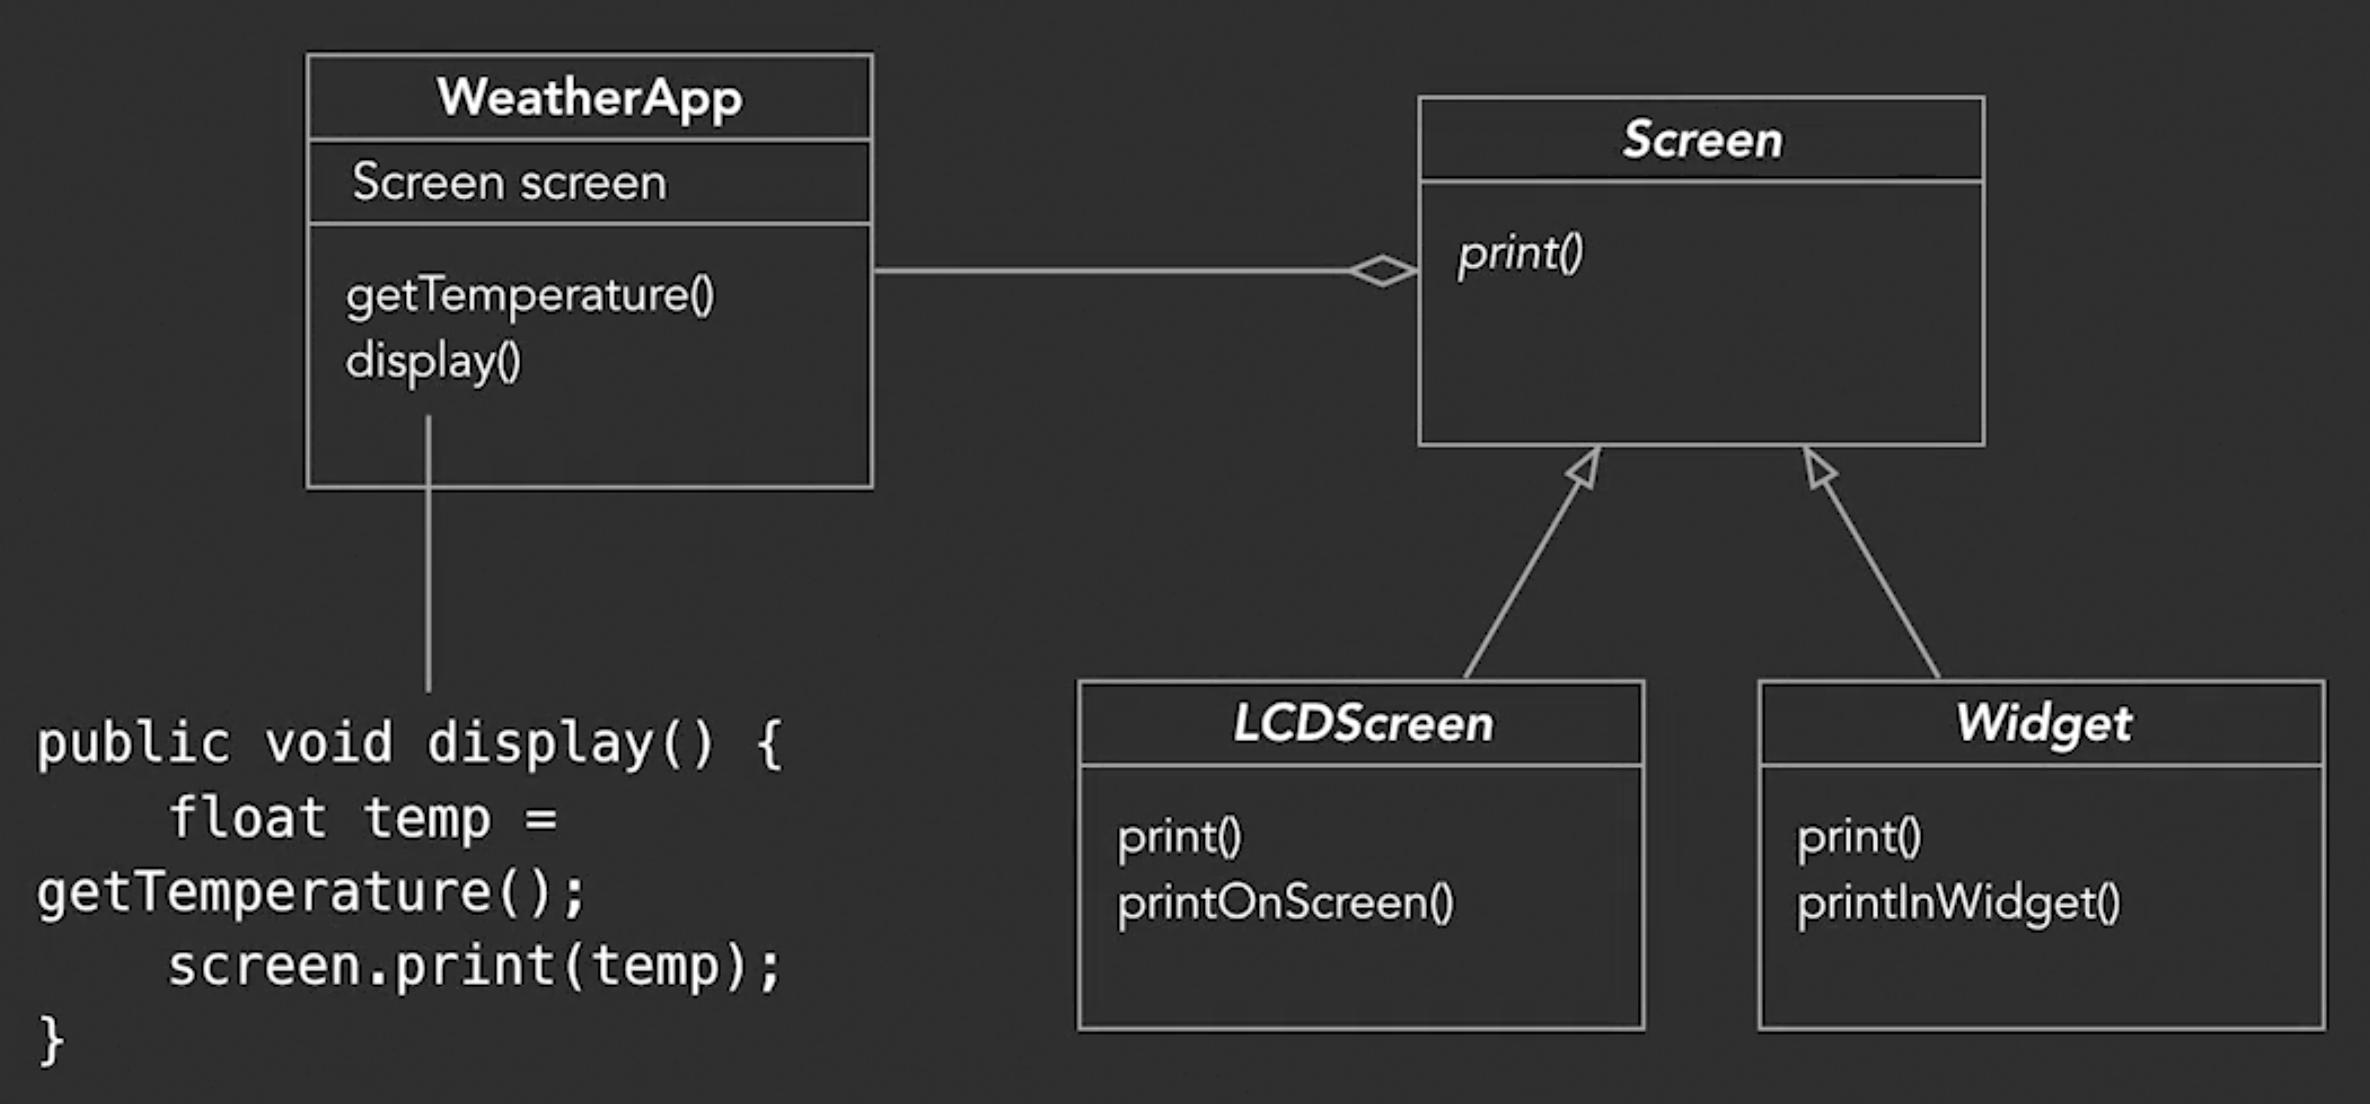 WeatherApp
Screen screen
getTemperature()
display()
public void display() {
    float temp =
getTemperature();
    screen.print(temp);
}
Screen
print()
LCDScreen
print()
printOnScreen()
Widget
print()
printInWidget()